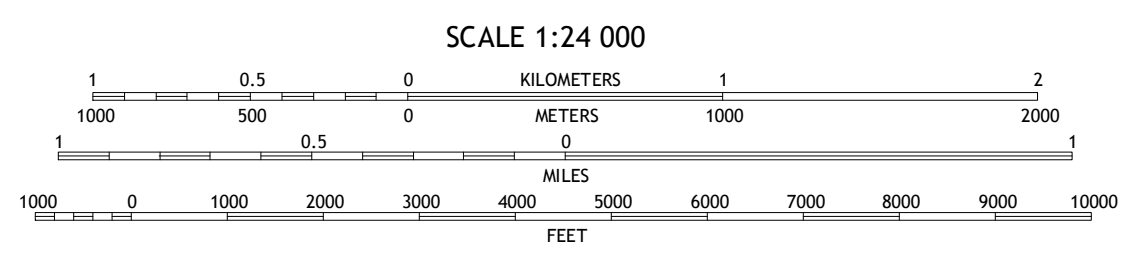 SCALE 1:24 000
1 0.5 0 KILOMETERS 1 2
1000 500 0 METERS 1000 2000
1 0.5 0 1
MILES
1000 0 1000 2000 3000 4000 5000 6000 7000 8000 9000 10000
FEET